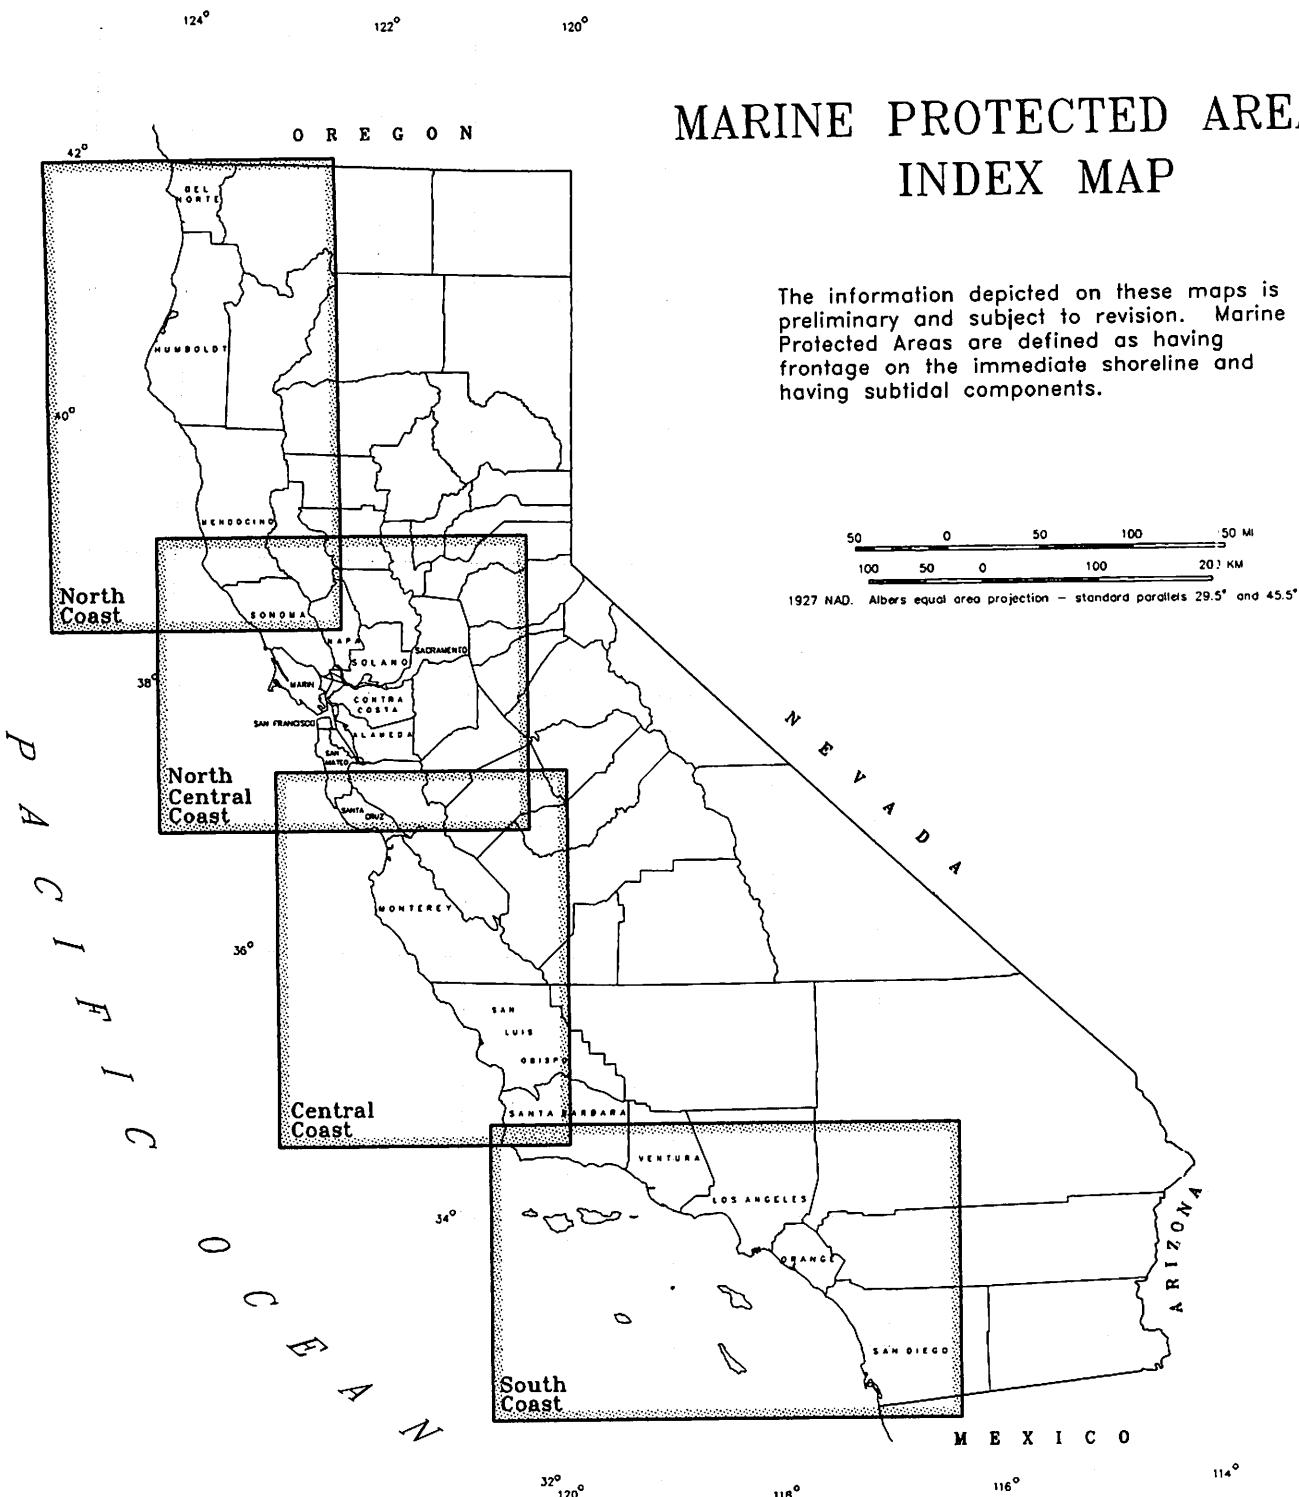 124° 122° 120°
MARINE PROTECTED ARE
INDEX MAP
OREGON
42°
DEL
NORTE
The information depicted on these maps is
preliminary and subject to revision. Marine
Protected Areas are defined as having
frontage on the immediate shoreline and
having subtidal components.
HUMBOLDT
40°
MENDOCINO
50 0 50 100 50 MI
100 50 0 100 20 KM
1927 NAD. Albers equal area projection – standard parallels 29.5° and 45.5°
North
Coast
SONOMA
NAPA
SACRAMENTO
SOLANO
38°
MARIN
CONTRA
COSTA
SAN FRANCISCO
ALAMEDA
SAN
MATEO
NEVADA
North
Central
Coast
SANTA
CRUZ
PACIFIC OCEAN
MONTEREY
36°
SAN
LUIS
OBISPO
Central
Coast
SANTA BARBARA
VENTURA
LOS ANGELES
34°
ORANGE
ARIZONA
SAN DIEGO
South
Coast
MEXICO
32°
120° 118° 116° 114°